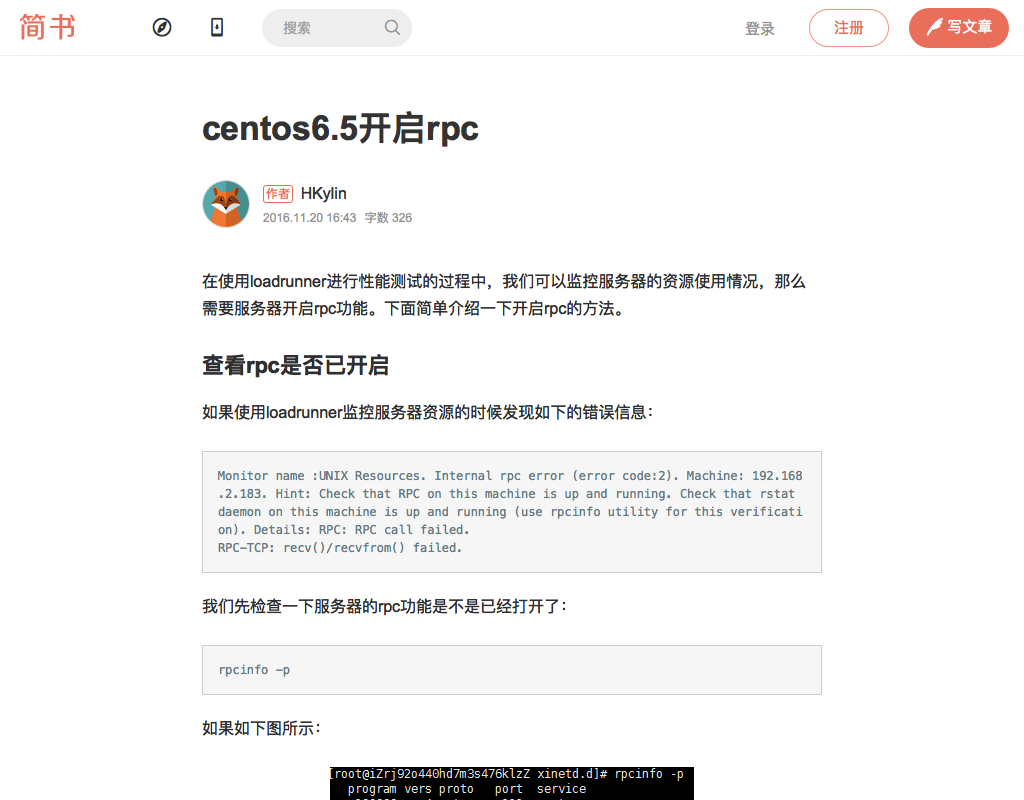 简书
搜索
登录
注册
写文章
centos6.5开启rpc
作者 HKylin
2016.11.20 16:43 字数 326
在使用loadrunner进行性能测试的过程中，我们可以监控服务器的资源使用情况，那么
需要服务器开启rpc功能。下面简单介绍一下开启rpc的方法。
查看rpc是否已开启
如果使用loadrunner监控服务器资源的时候发现如下的错误信息：
Monitor name :UNIX Resources. Internal rpc error (error code:2). Machine: 192.168
.2.183. Hint: Check that RPC on this machine is up and running. Check that rstat
daemon on this machine is up and running (use rpcinfo utility for this verificati
on). Details: RPC: RPC call failed.
RPC-TCP: recv()/recvfrom() failed.
我们先检查一下服务器的rpc功能是不是已经打开了：
rpcinfo –p
如果如下图所示：
[root@iZrj92o440hd7m3s476klzZ xinetd.d]# rpcinfo -p
program vers proto port service